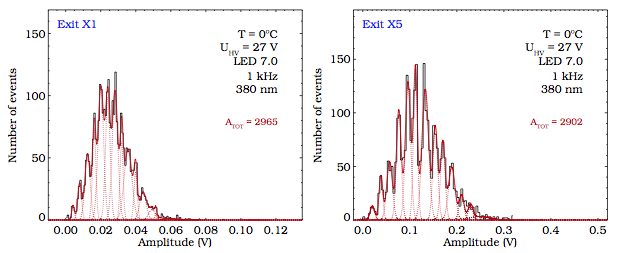 Exit X1
T = 0°C
U_HV = 27 V
LED 7.0
1 kHz
380 nm
A_TOT = 2965
Number of events
150
100
50
0
0.00 0.02 0.04 0.06 0.08 0.10 0.12
Amplitude (V)
Exit X5
T = 0°C
U_HV = 27 V
LED 7.0
1 kHz
380 nm
A_TOT = 2902
Number of events
150
100
50
0
0.0 0.1 0.2 0.3 0.4 0.5
Amplitude (V)